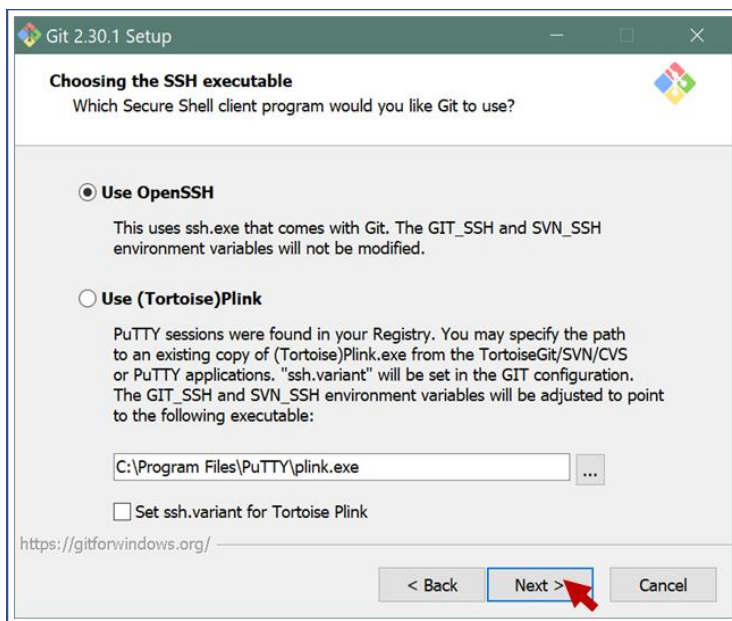 Git 2.30.1 Setup
Choosing the SSH executable
Which Secure Shell client program would you like Git to use?
Use OpenSSH
This uses ssh.exe that comes with Git. The GIT_SSH and SVN_SSH
environment variables will not be modified.
Use (Tortoise)Plink
PuTTY sessions were found in your Registry. You may specify the path
to an existing copy of (Tortoise)Plink.exe from the TortoiseGit/SVN/CVS
or PuTTY applications. "ssh.variant" will be set in the GIT configuration.
The GIT_SSH and SVN_SSH environment variables will be adjusted to point
to the following executable:
C:\Program Files\PuTTY\plink.exe
...
Set ssh.variant for Tortoise Plink
https://gitforwindows.org/
< Back Next > Cancel